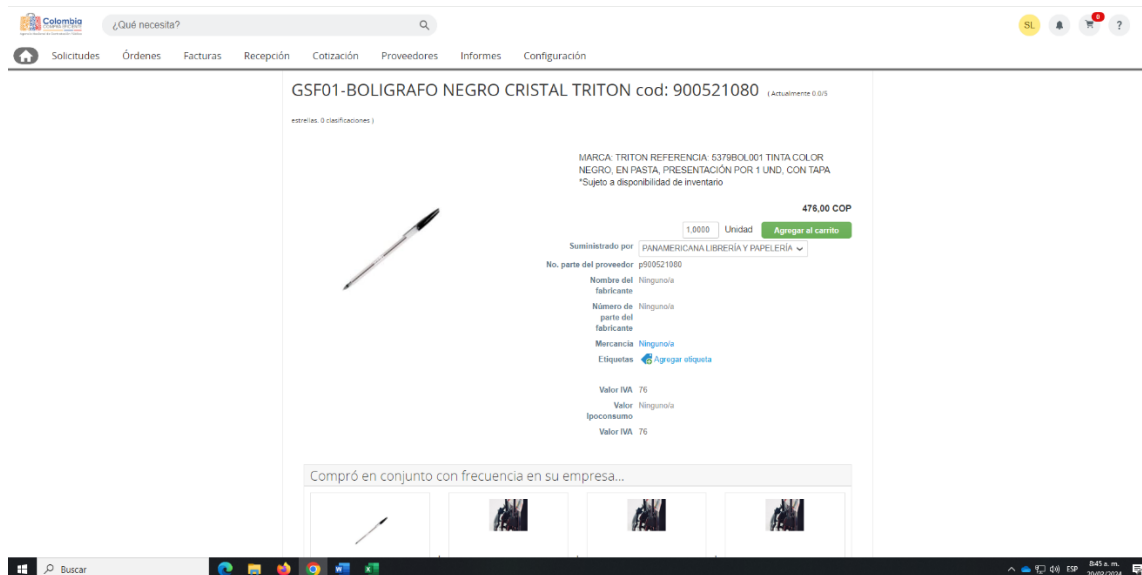 Colombia
¿Qué necesita?
SL
0
?
Solicitudes Órdenes Facturas Recepción Cotización Proveedores Informes Configuración
GSF01-BOLIGRAFO NEGRO CRISTAL TRITON cod: 900521080 ( Actualmente 0.0/5
estrellas. 0 clasificaciones )
MARCA: TRITON REFERENCIA: 5379BOL001 TINTA COLOR
NEGRO, EN PASTA, PRESENTACIÓN POR 1 UND, CON TAPA
*Sujeto a disponibilidad de inventario
476,00 COP
1,0000 Unidad Agregar al carrito
Suministrado por PANAMERICANA LIBRERÍA Y PAPELERÍA
No. parte del proveedor p900521080
Nombre del Ninguno/a
fabricante
Número de Ninguno/a
parte del
fabricante
Mercancía Ninguno/a
Etiquetas Agregar etiqueta
Valor IVA 76
Valor Ninguno/a
Ipoconsumo
Valor IVA 76
Compró en conjunto con frecuencia en su empresa...
Buscar
ESP
8:45 a. m.
20/02/2024